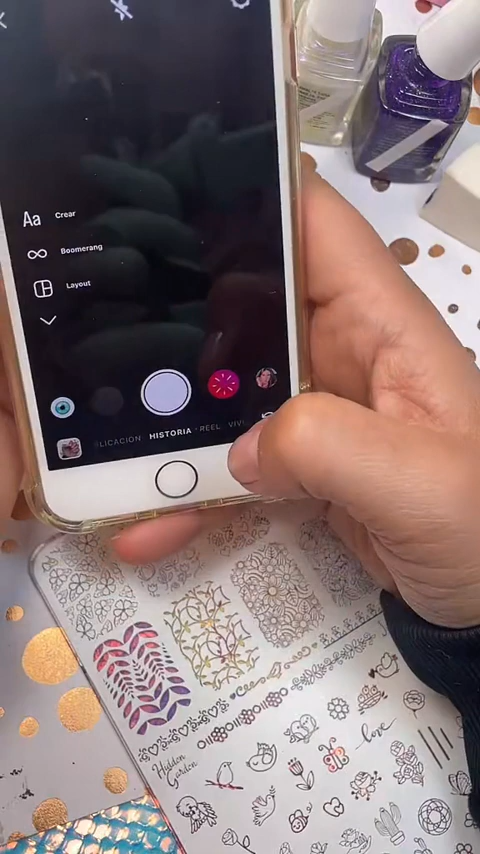 Aa Crear
Boomerang
Layout
LICACIÓN HISTORIA REEL VIV
Hidden
Garden
love